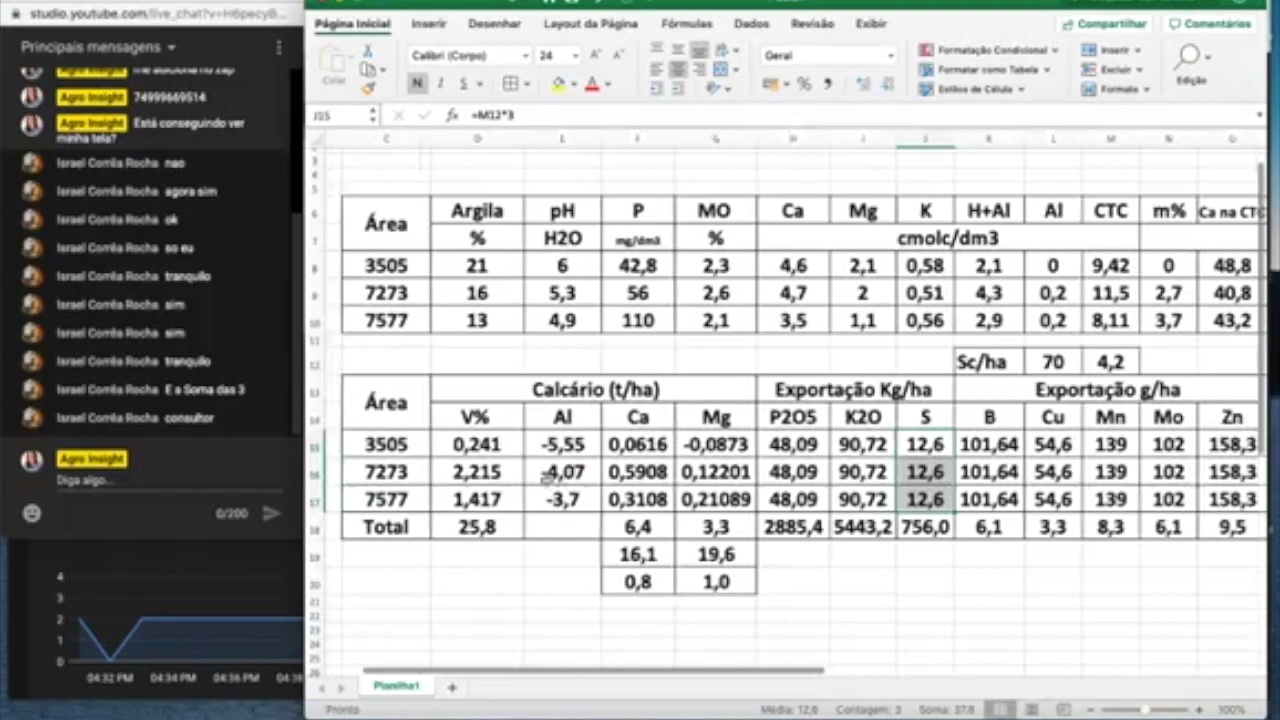 studio.youtube.com/live_chat?v=H6pecyB...
Principais mensagens
Agro Insight me adiciona no zap
Agro Insight 74999669514
Agro Insight Está conseguindo ver
minha tela?
Israel Corrêa Rocha nao
Israel Corrêa Rocha agora sim
Israel Corrêa Rocha ok
Israel Corrêa Rocha so eu
Israel Corrêa Rocha tranquilo
Israel Corrêa Rocha sim
Israel Corrêa Rocha sim
Israel Corrêa Rocha tranquilo
Israel Corrêa Rocha E a Soma das 3
Israel Corrêa Rocha consultor
Agro Insight
Diga algo...
0/200
4
3
2
1
0
04:32 PM 04:34 PM 04:36 PM 04:38
Página Inicial Inserir Desenhar Layout da Página Fórmulas Dados Revisão Exibir Compartilhar Comentários
Colar Calibri (Corpo) 24 A A Geral Formatação Condicional Inserir
N I S Formatar como Tabela Excluir Edição
Estilos de Célula Formato
J15 fx =M12*3
C D E F G H I J K L M N O
Área Argila pH P MO Ca Mg K H+Al Al CTC m% Ca na CTC
% H2O mg/dm3 % cmolc/dm3
3505 21 6 42,8 2,3 4,6 2,1 0,58 2,1 0 9,42 0 48,8
7273 16 5,3 56 2,6 4,7 2 0,51 4,3 0,2 11,5 2,7 40,8
7577 13 4,9 110 2,1 3,5 1,1 0,56 2,9 0,2 8,11 3,7 43,2
Sc/ha 70 4,2
Área Calcário (t/ha) Exportação Kg/ha Exportação g/ha
V% Al Ca Mg P2O5 K2O S B Cu Mn Mo Zn
3505 0,241 -5,55 0,0616 -0,0873 48,09 90,72 12,6 101,64 54,6 139 102 158,3
7273 2,215 -4,07 0,5908 0,12201 48,09 90,72 12,6 101,64 54,6 139 102 158,3
7577 1,417 -3,7 0,3108 0,21089 48,09 90,72 12,6 101,64 54,6 139 102 158,3
Total 25,8 6,4 3,3 2885,4 5443,2 756,0 6,1 3,3 8,3 6,1 9,5
16,1 19,6
0,8 1,0
Planilha1 +
Pronto Média: 12,6 Contagem: 3 Soma: 37,8 100%